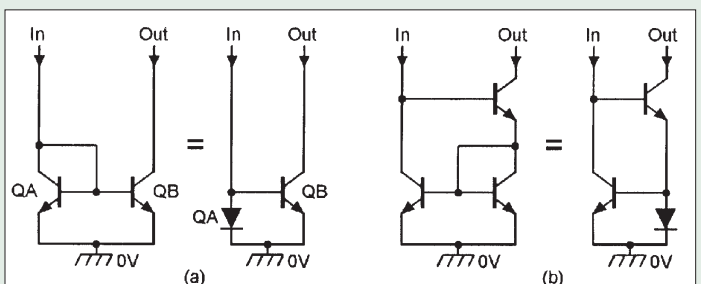 In Out In Out In Out In Out
= =
QA QB QB
QA
0V 0V 0V 0V
(a) (b)